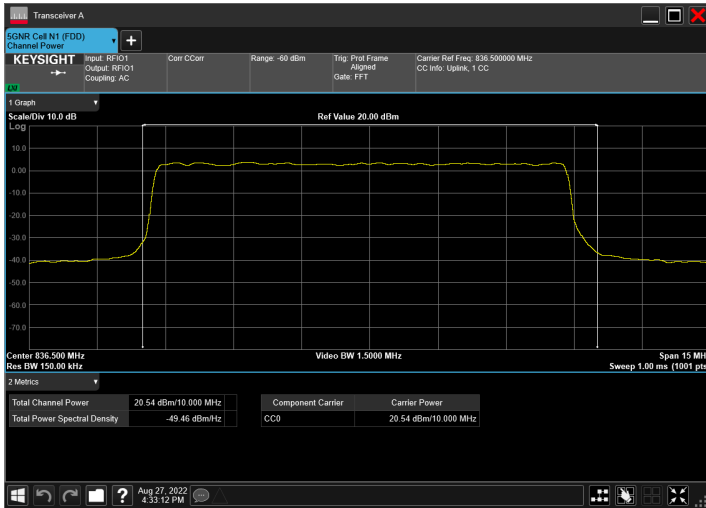 Transceiver A
5GNR Cell N1 (FDD)
Channel Power
KEYSIGHT
LXI
Input: RFIO1
Output: RFIO1
Coupling: AC
Corr CCorr
Range: -60 dBm
Trig: Prot Frame
Aligned
Gate: FFT
Carrier Ref Freq: 836.500000 MHz
CC Info: Uplink, 1 CC
1 Graph
Scale/Div 10.0 dB
Ref Value 20.00 dBm
Log
10.0
0.00
-10.0
-20.0
-30.0
-40.0
-50.0
-60.0
-70.0
Center 836.500 MHz
Video BW 1.5000 MHz
Span 15 MH
Res BW 150.00 kHz
Sweep 1.00 ms (1001 pts
2 Metrics
Total Channel Power 20.54 dBm/10.000 MHz
Total Power Spectral Density -49.46 dBm/Hz
Component Carrier Carrier Power
CC0 20.54 dBm/10.000 MHz
?
Aug 27, 2022
4:33:12 PM